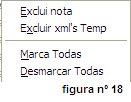 Exclui nota
Excluir xml's Temp
Marca Todas
Desmarcar Todas
figura nº 18